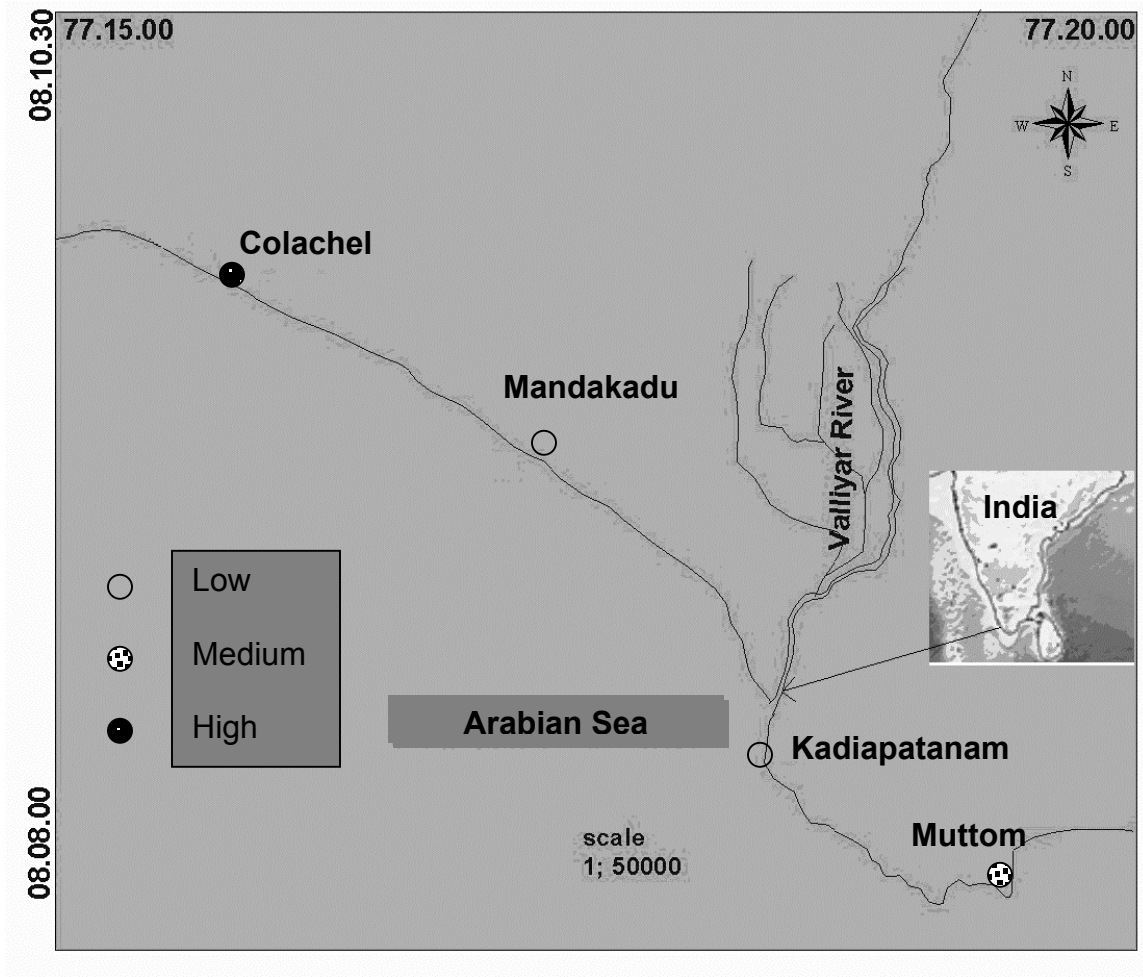 77.15.00
77.20.00
08.10.30
N
W
E
S
Colachel
Mandakadu
Valliyar River
India
Low
Medium
High
Arabian Sea
Kadiapatanam
Muttom
scale
1; 50000
08.08.00